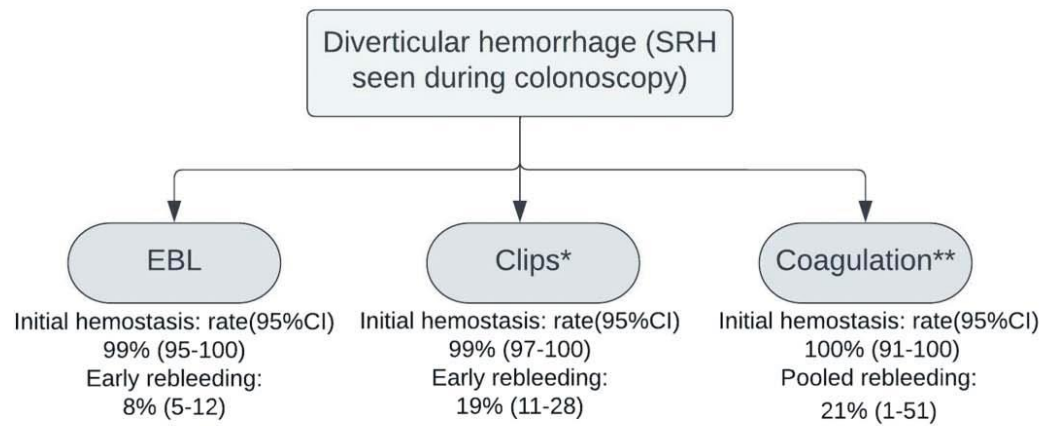 Diverticular hemorrhage (SRH
seen during colonoscopy)
EBL
Initial hemostasis: rate(95%CI)
99% (95-100)
Early rebleeding:
8% (5-12)
Clips*
Initial hemostasis: rate(95%CI)
99% (97-100)
Early rebleeding:
19% (11-28)
Coagulation**
Initial hemostasis: rate(95%CI)
100% (91-100)
Pooled rebleeding:
21% (1-51)